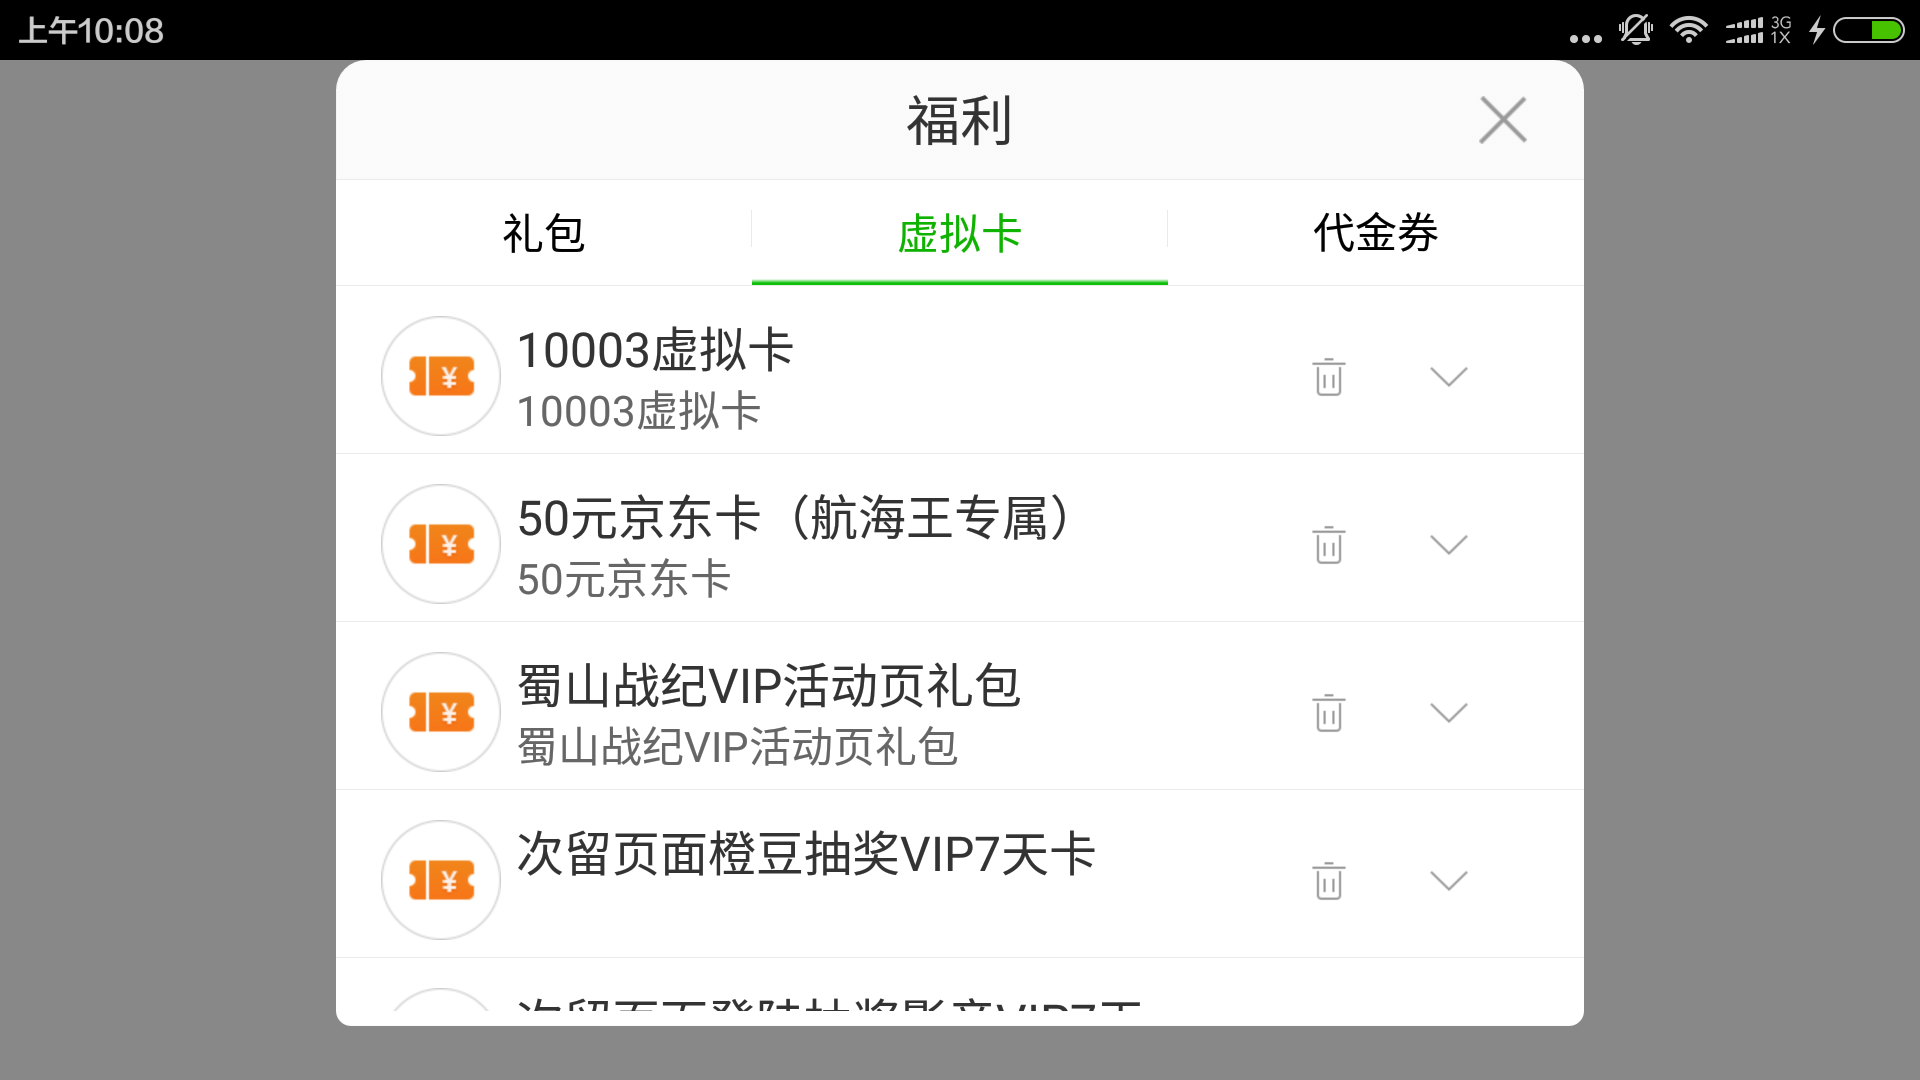 上午10:08
3G
1X
福利
礼包
虚拟卡
代金券
10003虚拟卡
10003虚拟卡
50元京东卡（航海王专属）
50元京东卡
蜀山战纪VIP活动页礼包
蜀山战纪VIP活动页礼包
次留页面橙豆抽奖VIP7天卡